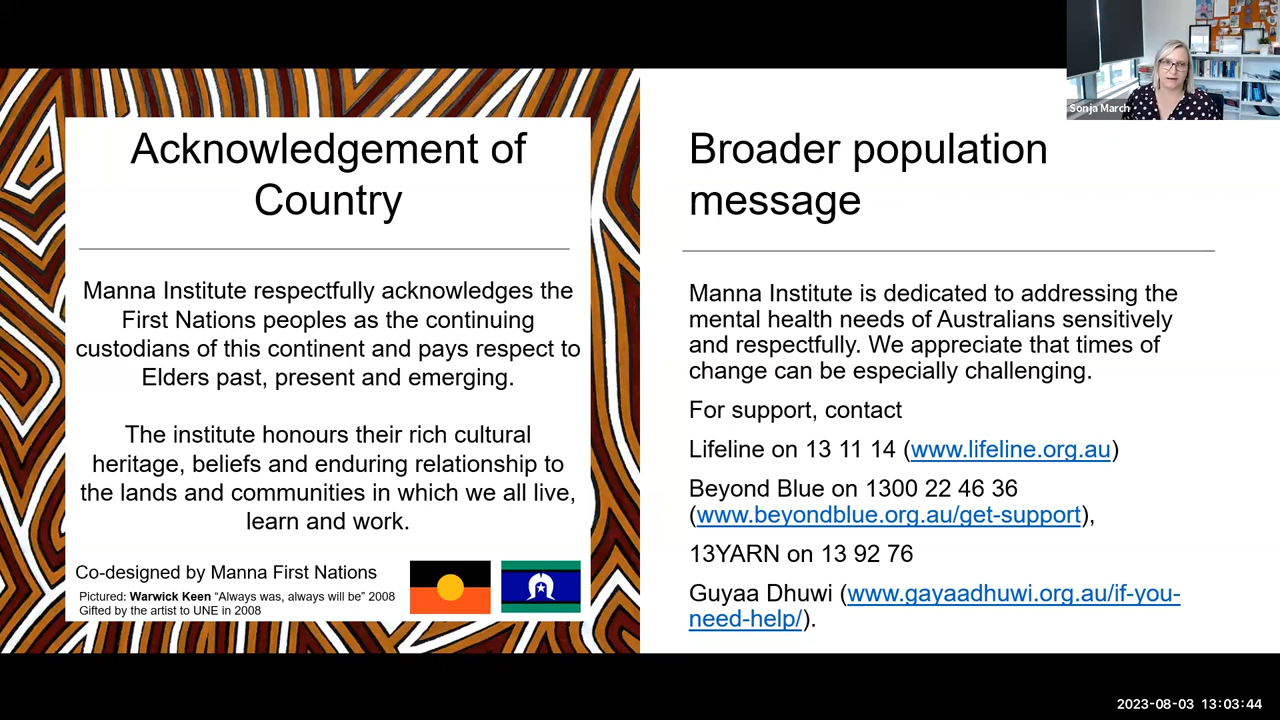 Acknowledgement of
Country
Manna Institute respectfully acknowledges the
First Nations peoples as the continuing
custodians of this continent and pays respect to
Elders past, present and emerging.
The institute honours their rich cultural
heritage, beliefs and enduring relationship to
the lands and communities in which we all live,
learn and work.
Co-designed by Manna First Nations
Pictured: Warwick Keen “Always was, always will be” 2008
Gifted by the artist to UNE in 2008
Broader population
message
Manna Institute is dedicated to addressing the
mental health needs of Australians sensitively
and respectfully. We appreciate that times of
change can be especially challenging.
For support, contact
Lifeline on 13 11 14 (www.lifeline.org.au)
Beyond Blue on 1300 22 46 36
(www.beyondblue.org.au/get-support),
13YARN on 13 92 76
Guyaa Dhuwi (www.gayaadhuwi.org.au/if-you-
need-help/).
Sonja March
2023-08-03 13:03:44